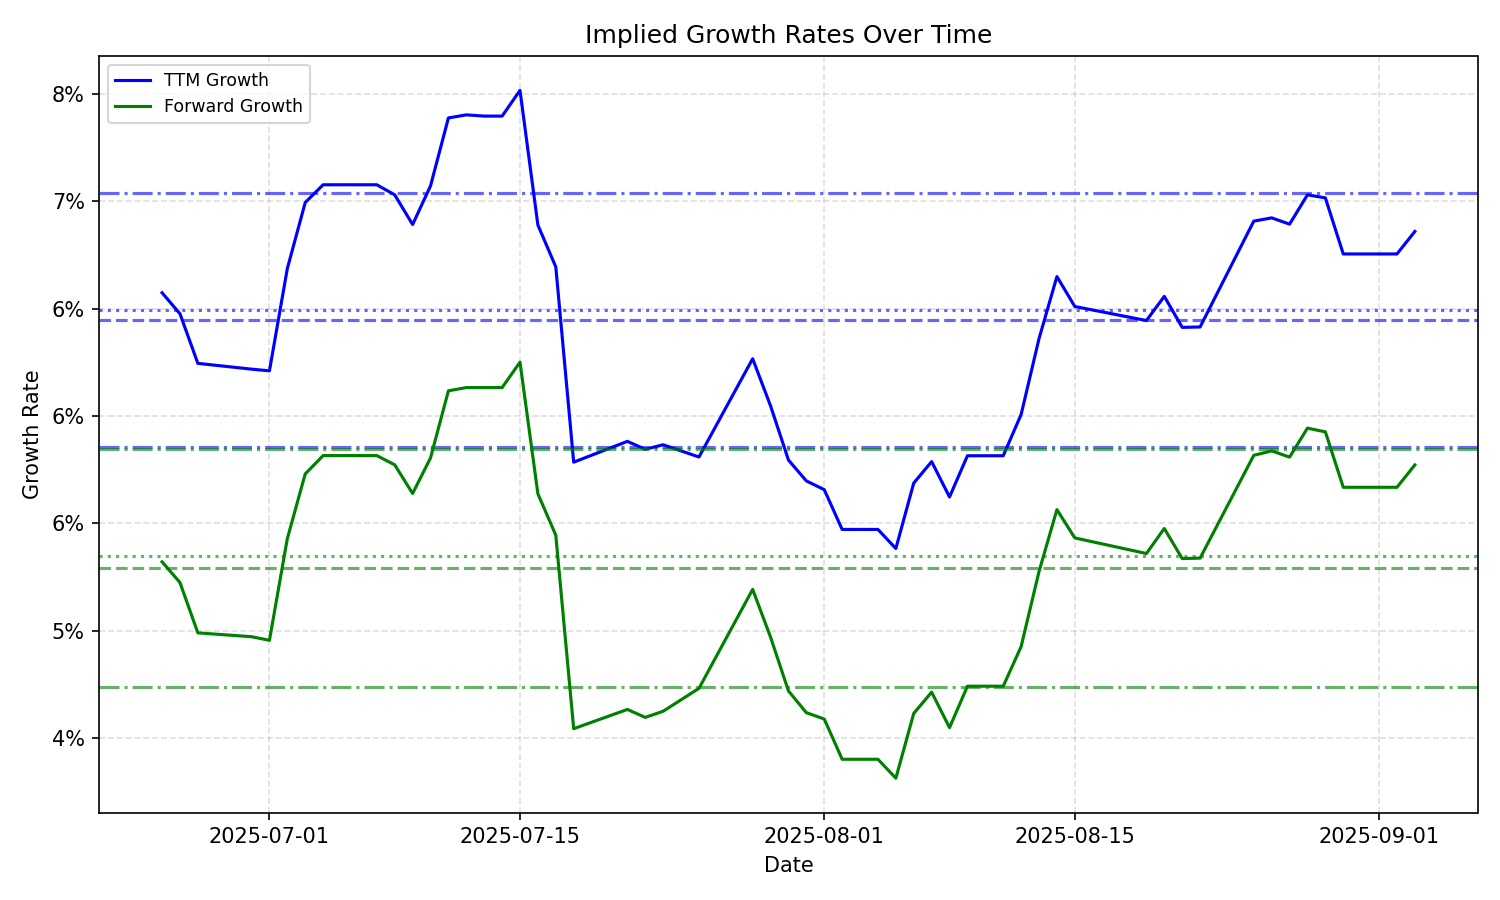 Implied Growth Rates Over Time
TTM Growth
Forward Growth
8%
7%
6%
6%
6%
5%
4%
Growth Rate
2025-07-01
2025-07-15
2025-08-01
2025-08-15
2025-09-01
Date